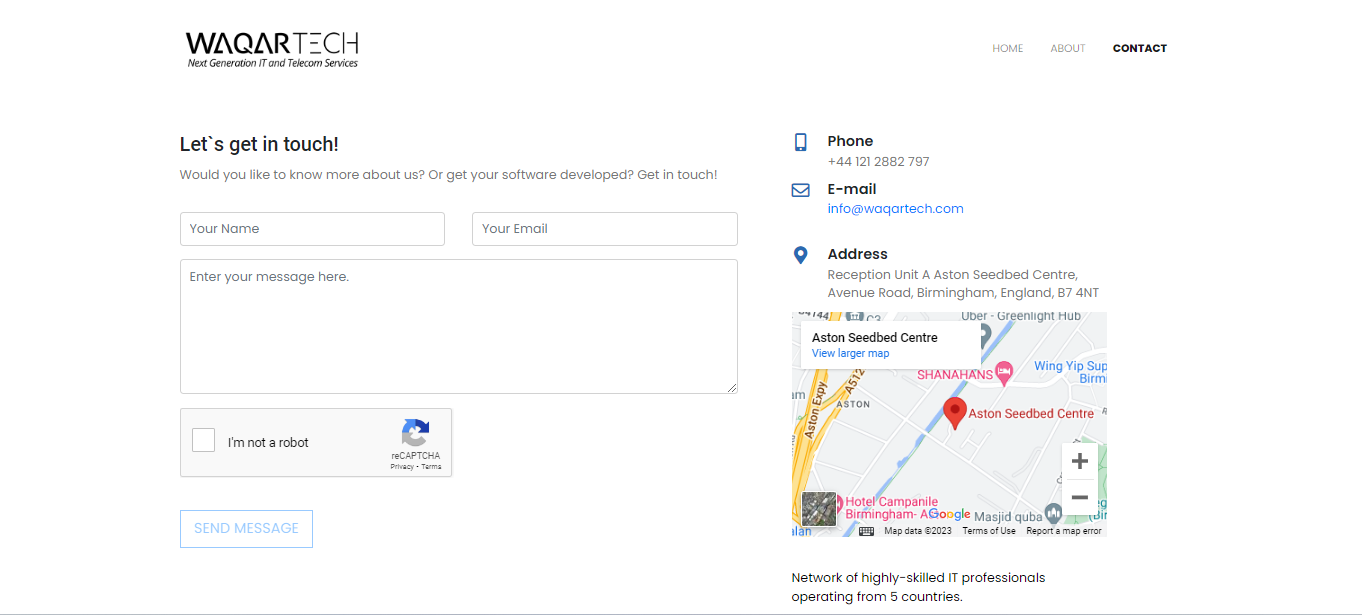 WAQARTECH
Next Generation IT and Telecom Services
HOME
ABOUT
CONTACT
Let`s get in touch!
Would you like to know more about us? Or get your software developed? Get in touch!
Your Name
Your Email
Enter your message here.
I'm not a robot
reCAPTCHA
Privacy - Terms
SEND MESSAGE
Phone
+44 121 2882 797
E-mail
info@waqartech.com
Address
Reception Unit A Aston Seedbed Centre,
Avenue Road, Birmingham, England, B7 4NT
Uber - Greenlight Hub
Aston Seedbed Centre
View larger map
SHANAHANS
Wing Yip Sup
Birmi
A512
Aston Expy
ASTON
Aston Seedbed Centre
Hotel Campanile
Birmingham- A
Google
Masjid quba
Map data ©2023
Terms of Use
Report a map error
Network of highly-skilled IT professionals
operating from 5 countries.